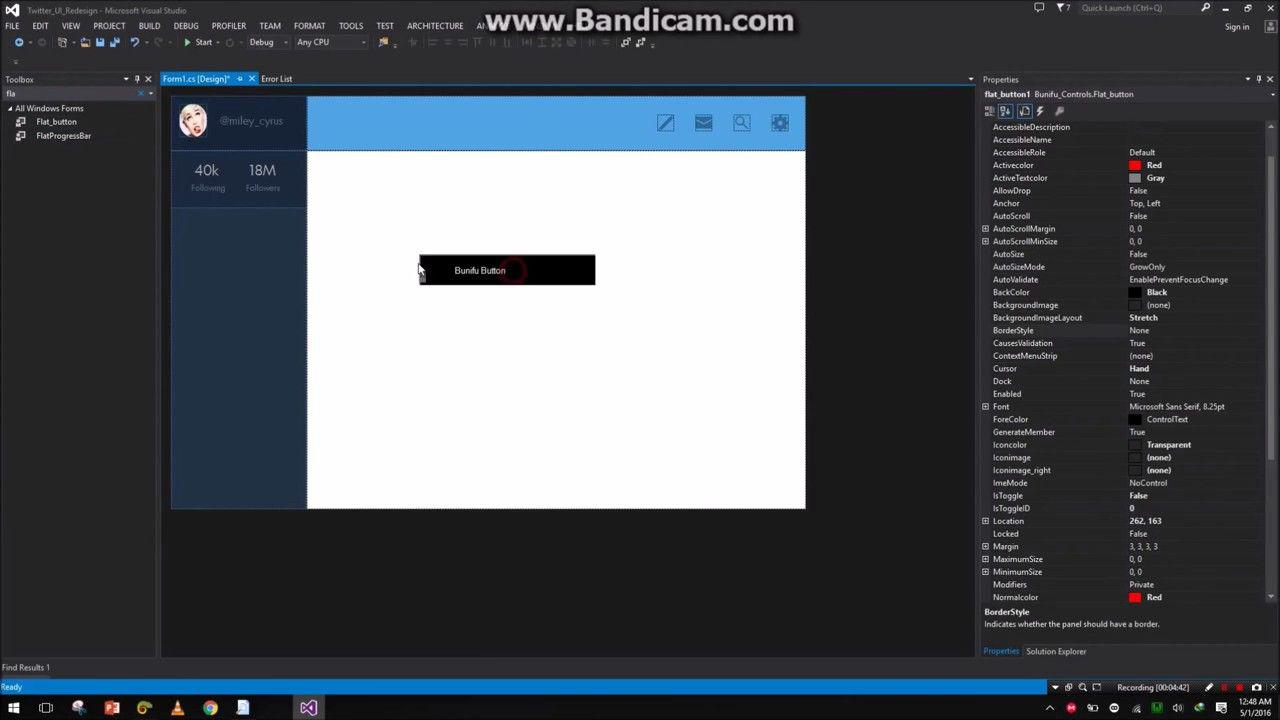 www.Bandicam.com
Twitter_UI_Redesign - Microsoft Visual Studio
7
Quick Launch (Ctrl+Q)
FILE EDIT VIEW PROJECT BUILD DEBUG TEAM FORMAT TOOLS TEST ARCHITECTURE
Sign in
Start Debug Any CPU
Toolbox
fla
All Windows Forms
Flat_button
FlatProgressBar
Form1.cs [Design]* Error List
@miley_cyrus
40k 18M
Following Followers
Bunifu Button
Properties
flat_button1 Bunifu_Controls.Flat_button
AccessibleDescription
AccessibleName
AccessibleRole Default
Activecolor Red
ActiveTextcolor Gray
AllowDrop False
Anchor Top, Left
AutoScroll False
AutoScrollMargin 0, 0
AutoScrollMinSize 0, 0
AutoSize False
AutoSizeMode GrowOnly
AutoValidate EnablePreventFocusChange
BackColor Black
BackgroundImage (none)
BackgroundImageLayout Stretch
BorderStyle None
CausesValidation True
ContextMenuStrip (none)
Cursor Hand
Dock None
Enabled True
Font Microsoft Sans Serif, 8.25pt
ForeColor ControlText
GenerateMember True
Iconcolor Transparent
Iconimage (none)
Iconimage_right (none)
ImeMode NoControl
IsToggle False
IsToggleID 0
Location 262, 163
Locked False
Margin 3, 3, 3, 3
MaximumSize 0, 0
MinimumSize 0, 0
Modifiers Private
Normalcolor Red
BorderStyle
Indicates whether the panel should have a border.
Properties Solution Explorer
Find Results 1
Ready
Recording [00:04:42]
12:48 AM
5/1/2016